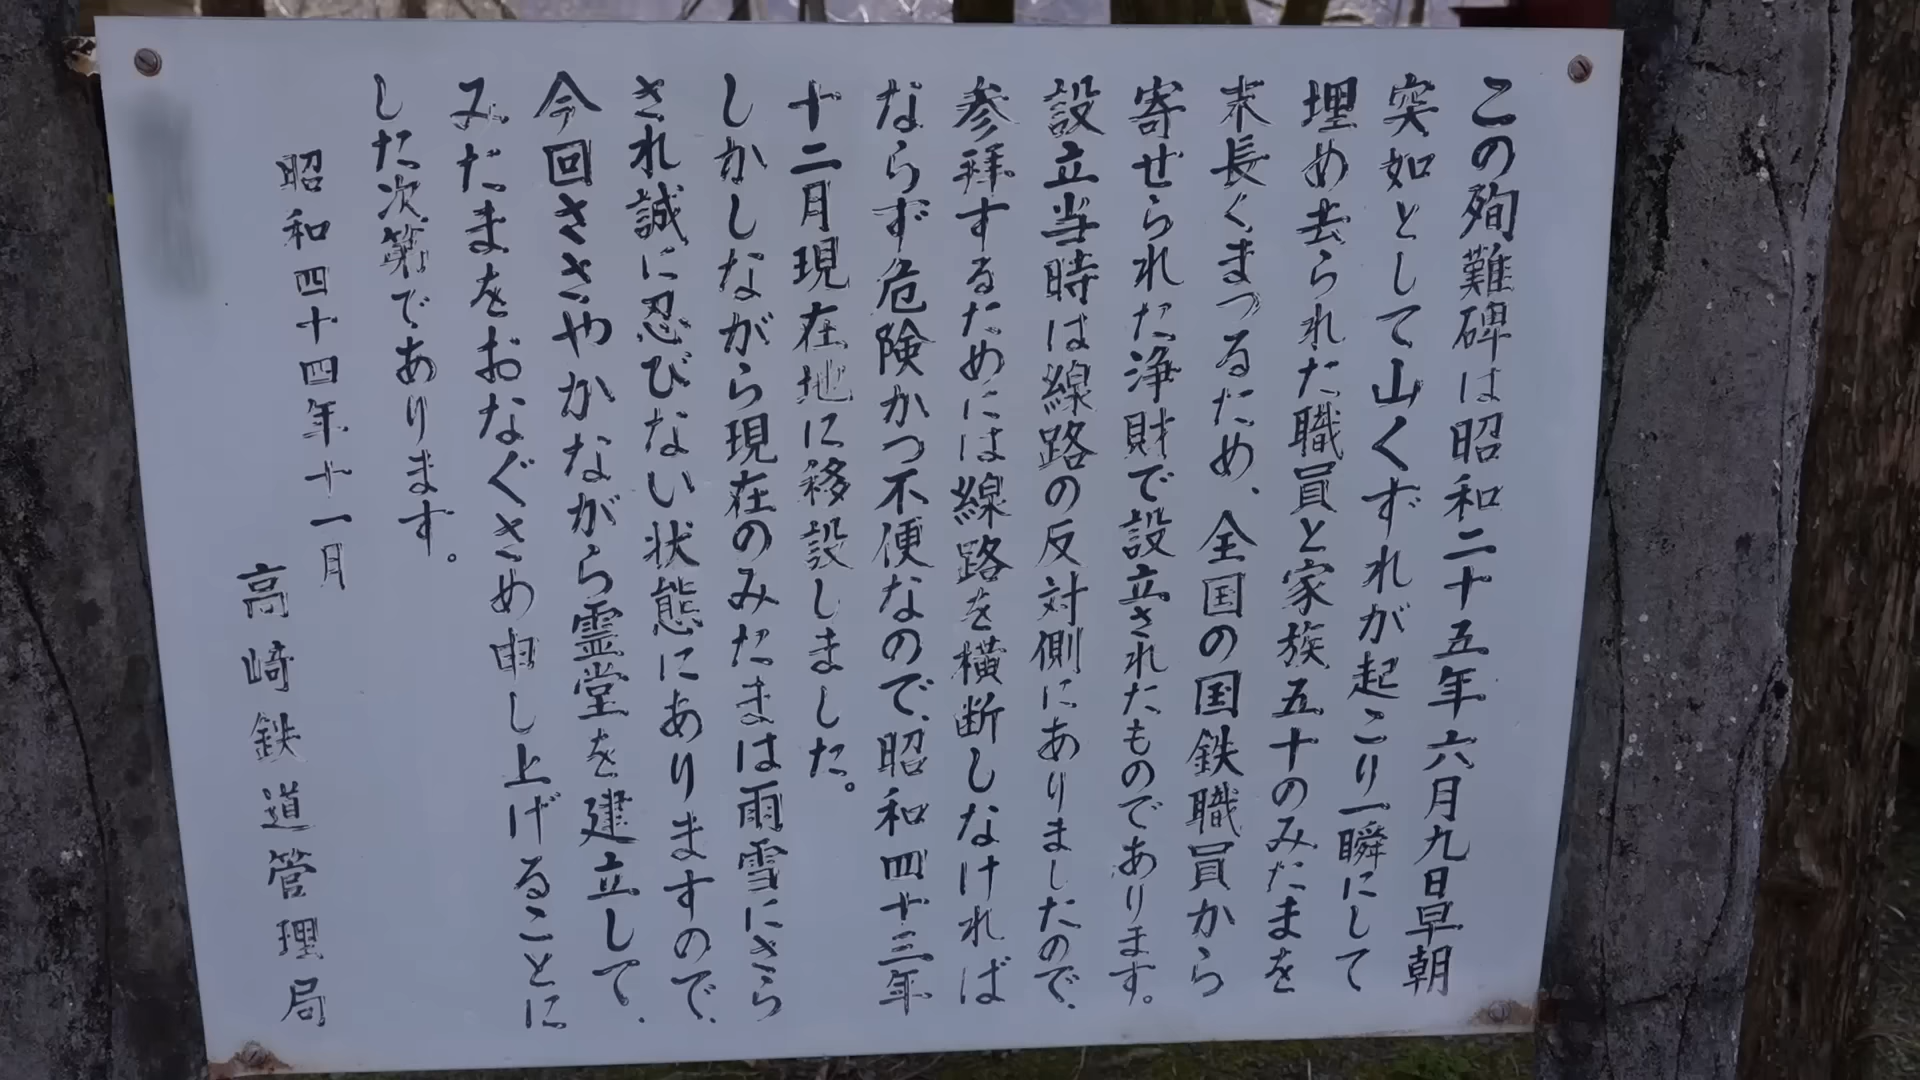 この殉難碑は昭和二十五年六月九日早朝
突如として山くずれが起こり一瞬にして
埋め去られた職員と家族五十のみたまを
末長くまつるため、全国の国鉄職員から
寄せられた浄財で設立されたものであります。
設立当時は線路の反対側にありましたので、
参拝するためには線路を横断しなければ
ならず危険かつ不便なので、昭和四十三年
十二月現在地に移設しました。
しかしながら現在のみたまは雨雪にさら
され誠に忍びない状態にありますので、
今回ささやかながら霊堂を建立して、
みたまをおなぐさめ申し上げることに
した次第であります。
昭和四十四年十一月
高崎鉄道管理局